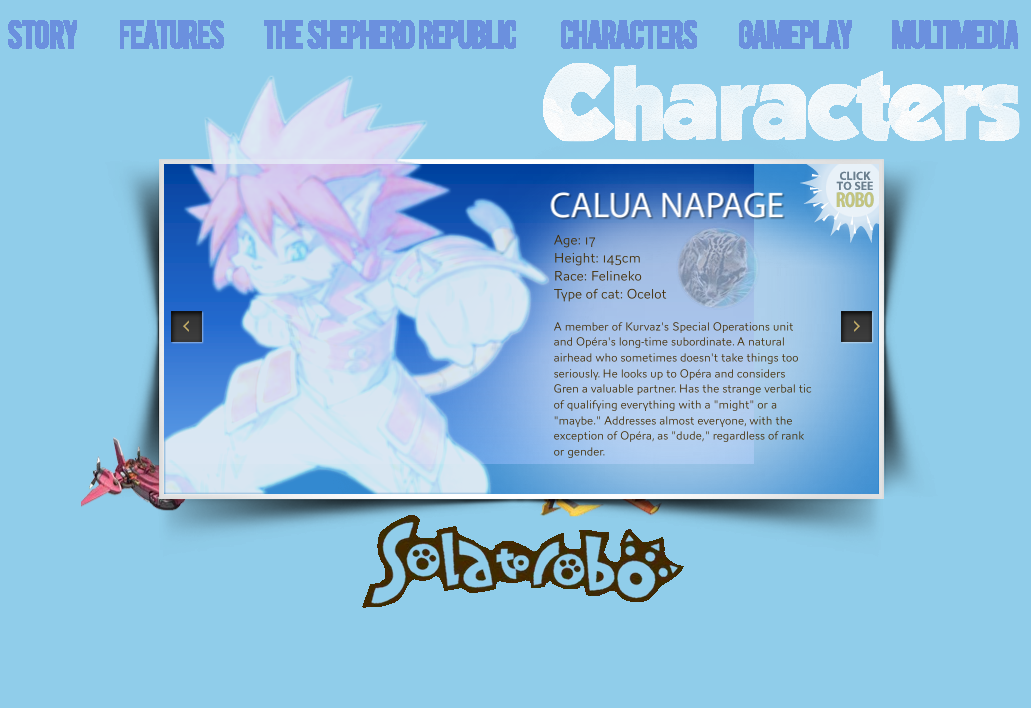 STORY FEATURES THE SHEPHERD REPUBLIC CHARACTERS GAMEPLAY MULTIMEDIA
Characters
CLICK
TO SEE
ROBO
CALUA NAPAGE
Age: 17
Height: 145cm
Race: Felineko
Type of cat: Ocelot
A member of Kurvaz's Special Operations unit
and Opéra's long-time subordinate. A natural
airhead who sometimes doesn't take things too
seriously. He looks up to Opéra and considers
Gren a valuable partner. Has the strange verbal tic
of qualifying everything with a "might" or a
"maybe." Addresses almost everyone, with the
exception of Opéra, as "dude," regardless of rank
or gender.
Solatorobo